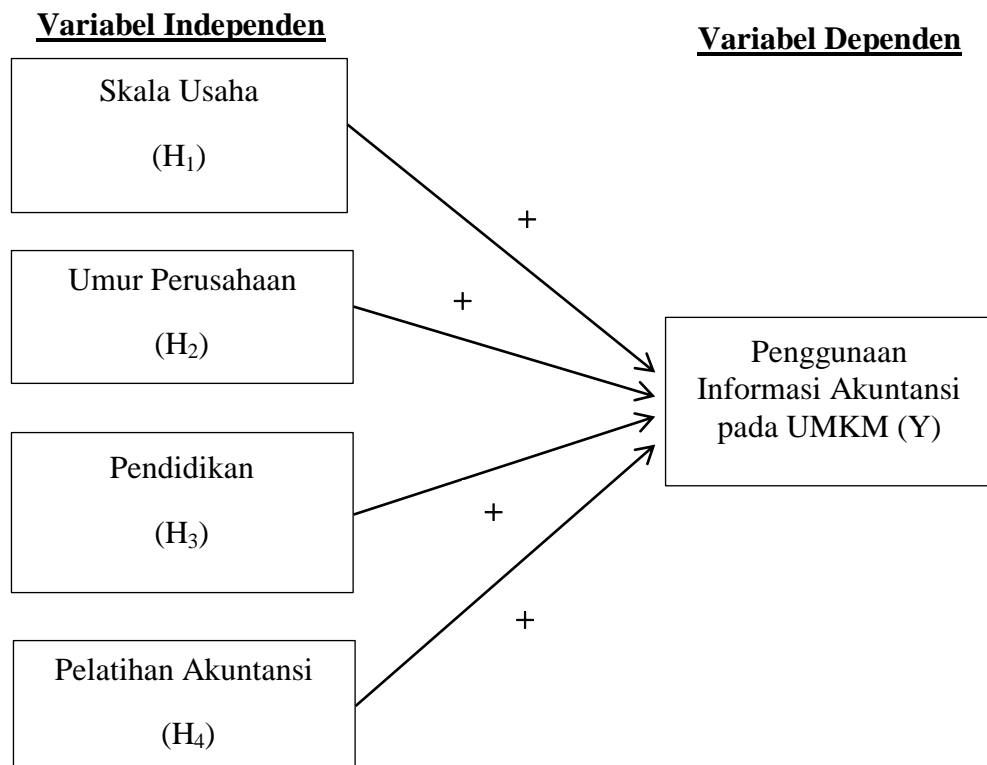 Variabel Independen
Variabel Dependen
Skala Usaha
(H₁)
+
Umur Perusahaan
(H₂)
+
Penggunaan
Informasi Akuntansi
pada UMKM (Y)
Pendidikan
(H₃)
+
+
Pelatihan Akuntansi
(H₄)